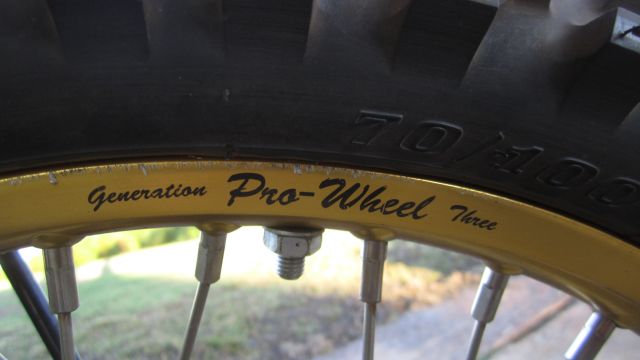 70/100
Generation Pro-Wheel Three